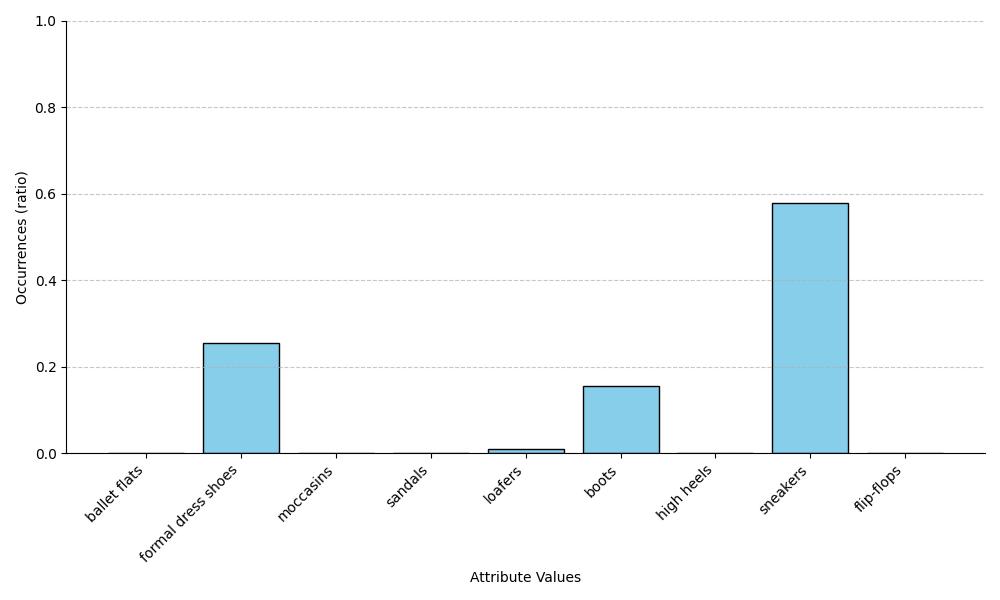 1.0
0.8
0.6
0.4
0.2
0.0
Occurrences (ratio)
ballet flats
formal dress shoes
moccasins
sandals
loafers
boots
high heels
sneakers
flip-flops
Attribute Values